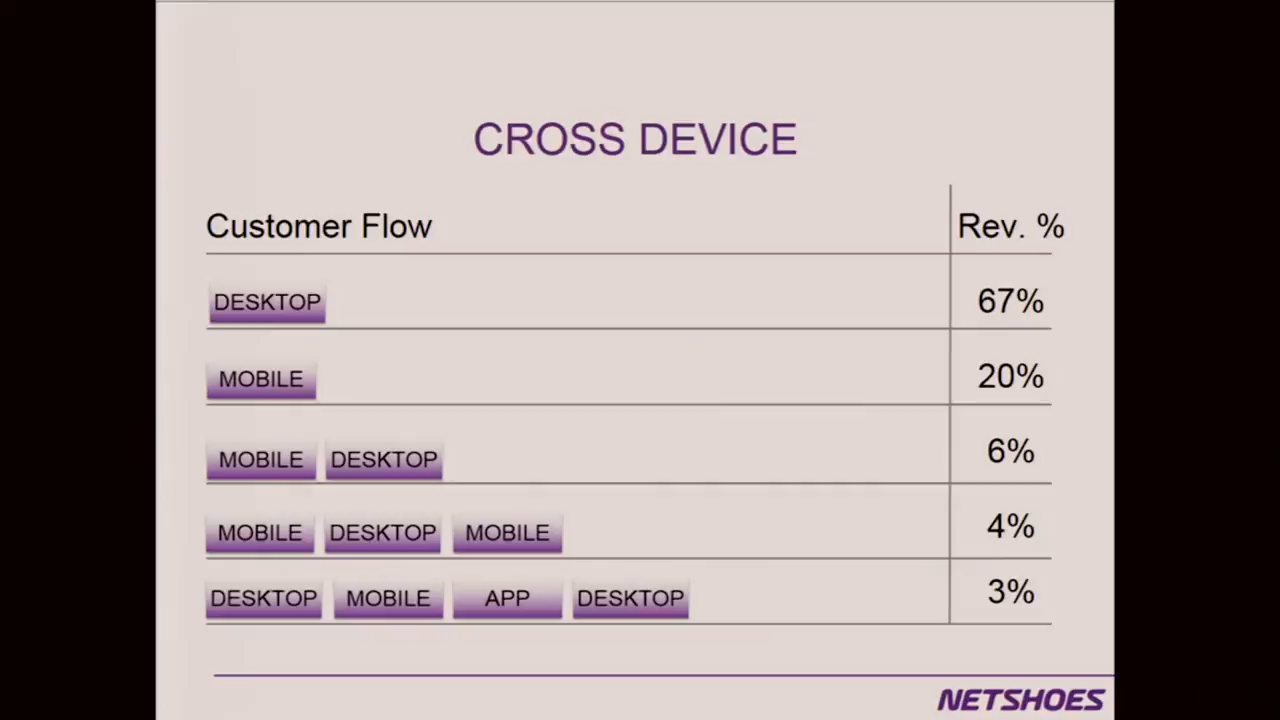 CROSS DEVICE
Customer Flow Rev. %
DESKTOP 67%
MOBILE 20%
MOBILE DESKTOP 6%
MOBILE DESKTOP MOBILE 4%
DESKTOP MOBILE APP DESKTOP 3%
NETSHOES